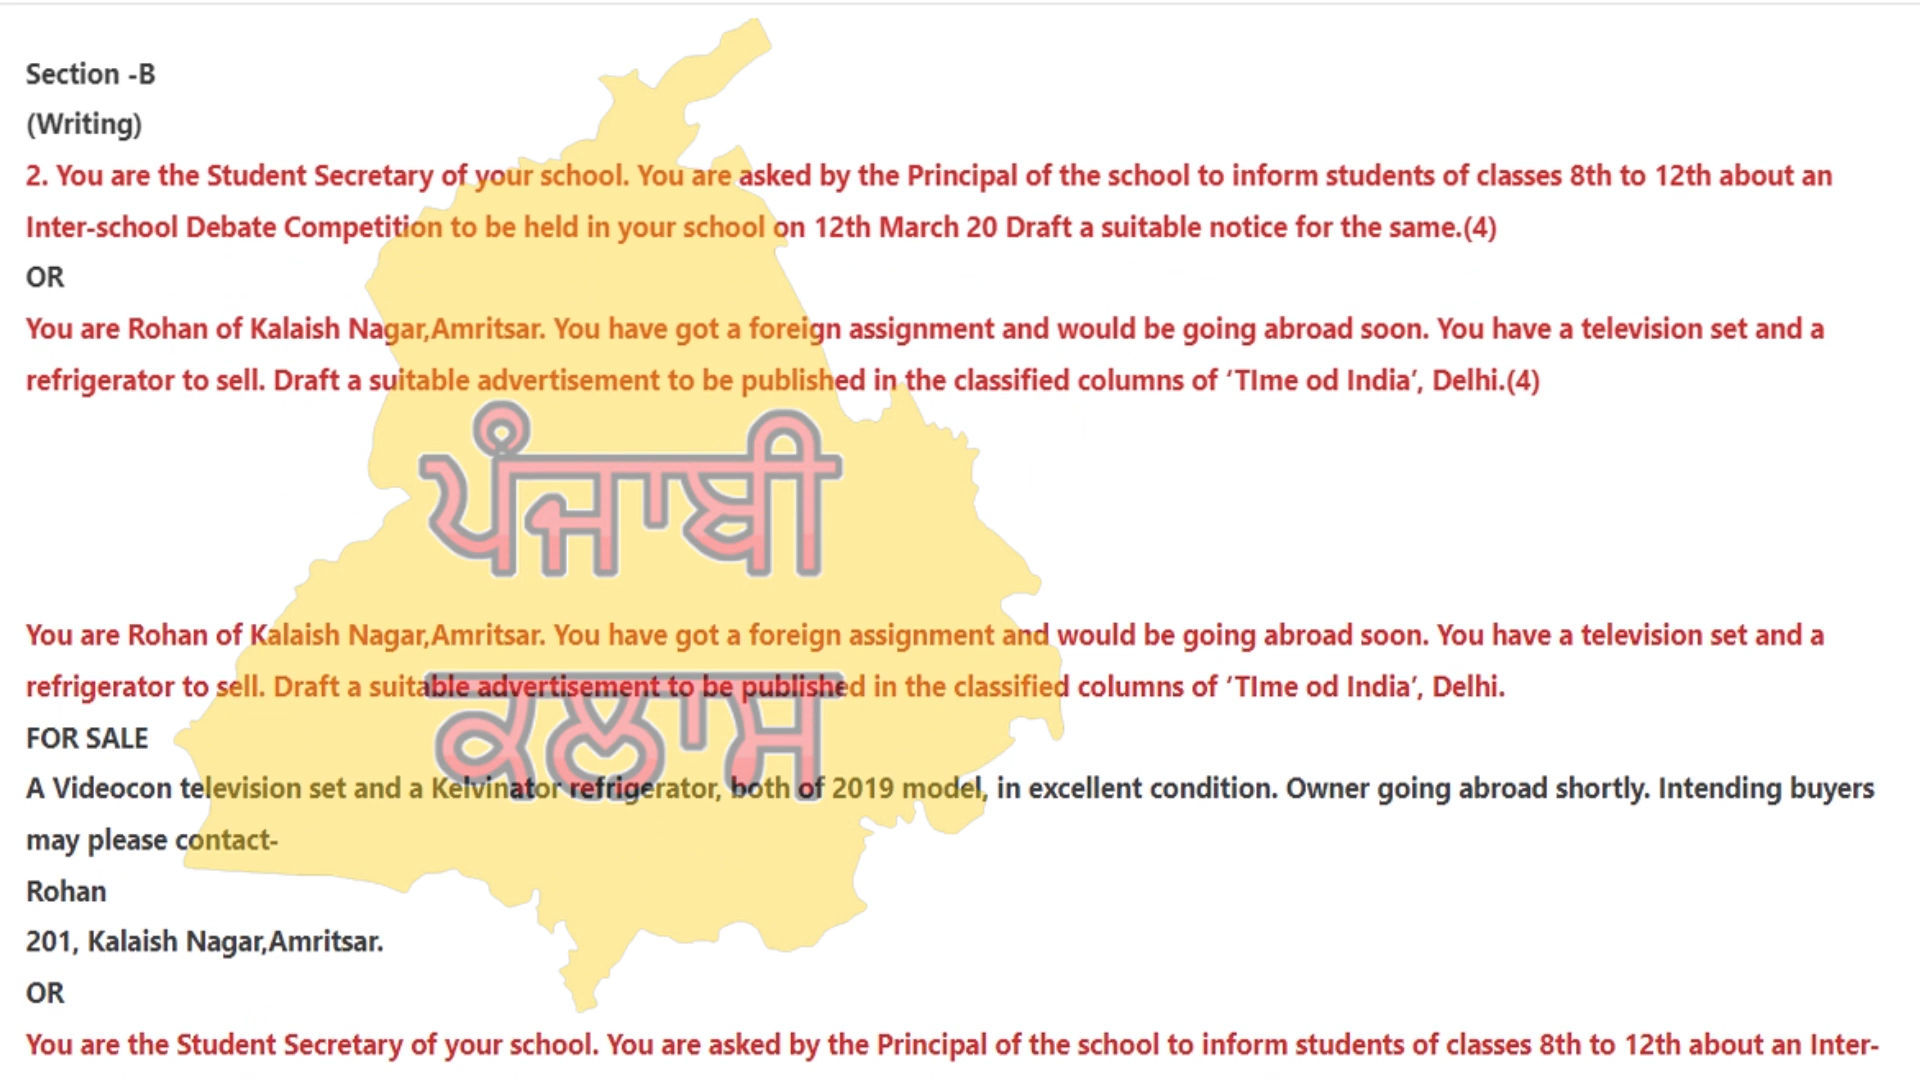 Section -B
(Writing)
2. You are the Student Secretary of your school. You are asked by the Principal of the school to inform students of classes 8th to 12th about an
Inter-school Debate Competition to be held in your school on 12th March 20 Draft a suitable notice for the same.(4)
OR
You are Rohan of Kalaish Nagar,Amritsar. You have got a foreign assignment and would be going abroad soon. You have a television set and a
refrigerator to sell. Draft a suitable advertisement to be published in the classified columns of ‘TIme od India’, Delhi.(4)
ਪੰਜਾਬੀ
You are Rohan of Kalaish Nagar,Amritsar. You have got a foreign assignment and would be going abroad soon. You have a television set and a
refrigerator to sell. Draft a suitable advertisement to be published in the classified columns of ‘TIme od India’, Delhi.
ਕਲਾਸ
FOR SALE
A Videocon television set and a Kelvinator refrigerator, both of 2019 model, in excellent condition. Owner going abroad shortly. Intending buyers
may please contact-
Rohan
201, Kalaish Nagar,Amritsar.
OR
You are the Student Secretary of your school. You are asked by the Principal of the school to inform students of classes 8th to 12th about an Inter-